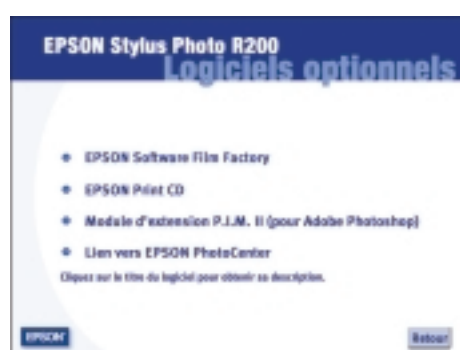 EPSON Stylus Photo R200
Logiciels optionnels
EPSON Software Film Factory
EPSON Print CD
Module d'extension P.I.M. II (pour Adobe Photoshop)
Lien vers EPSON PhotoCenter
Cliquez sur le titre du logiciel pour obtenir sa description.
EPSON
Retour